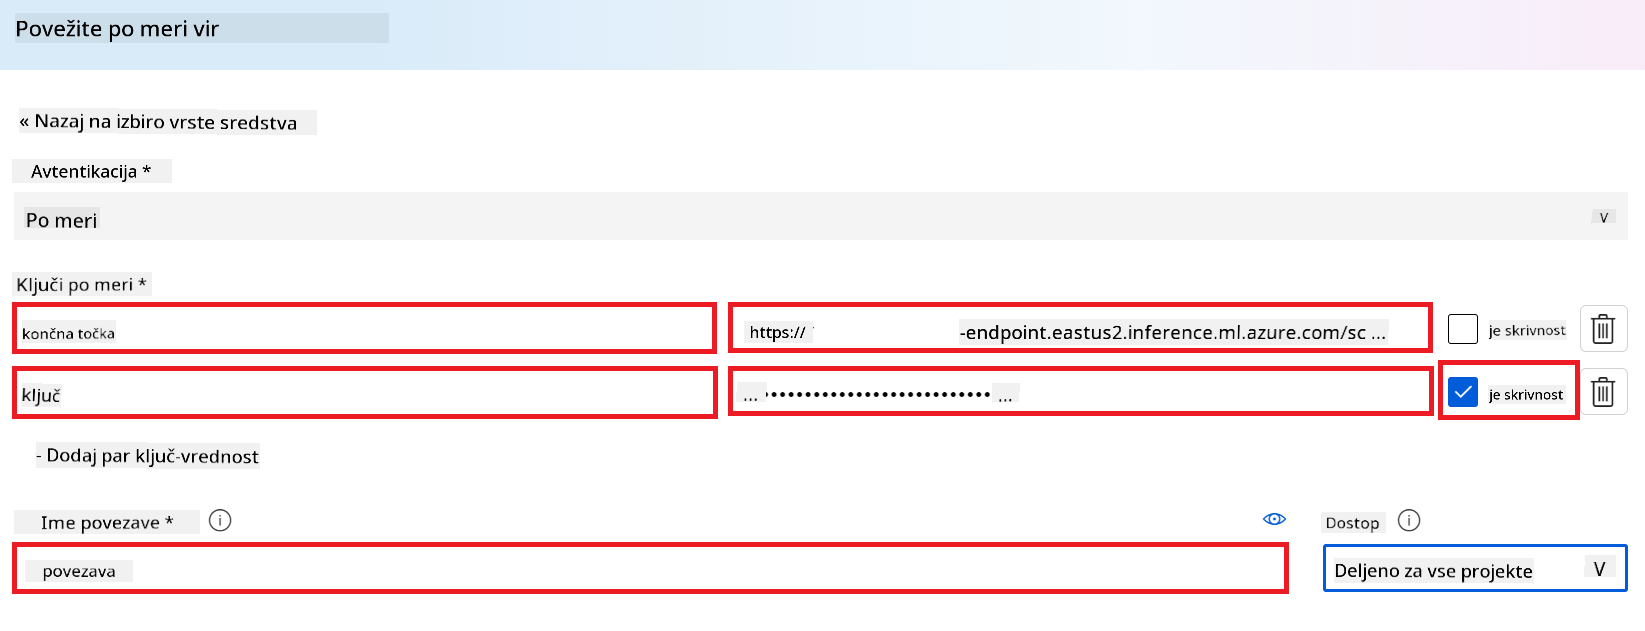 Povežite po meri vir
« Nazaj na izbiro vrste sredstva
Avtentikacija *
Po meri V
Ključi po meri *
končna točka https:// -endpoint.eastus2.inference.ml.azure.com/sc ... je skrivnost
ključ ... •••••••••••••••••••••••••• ... je skrivnost
- Dodaj par ključ-vrednost
Ime povezave * Dostop
povezava Deljeno za vse projekte V